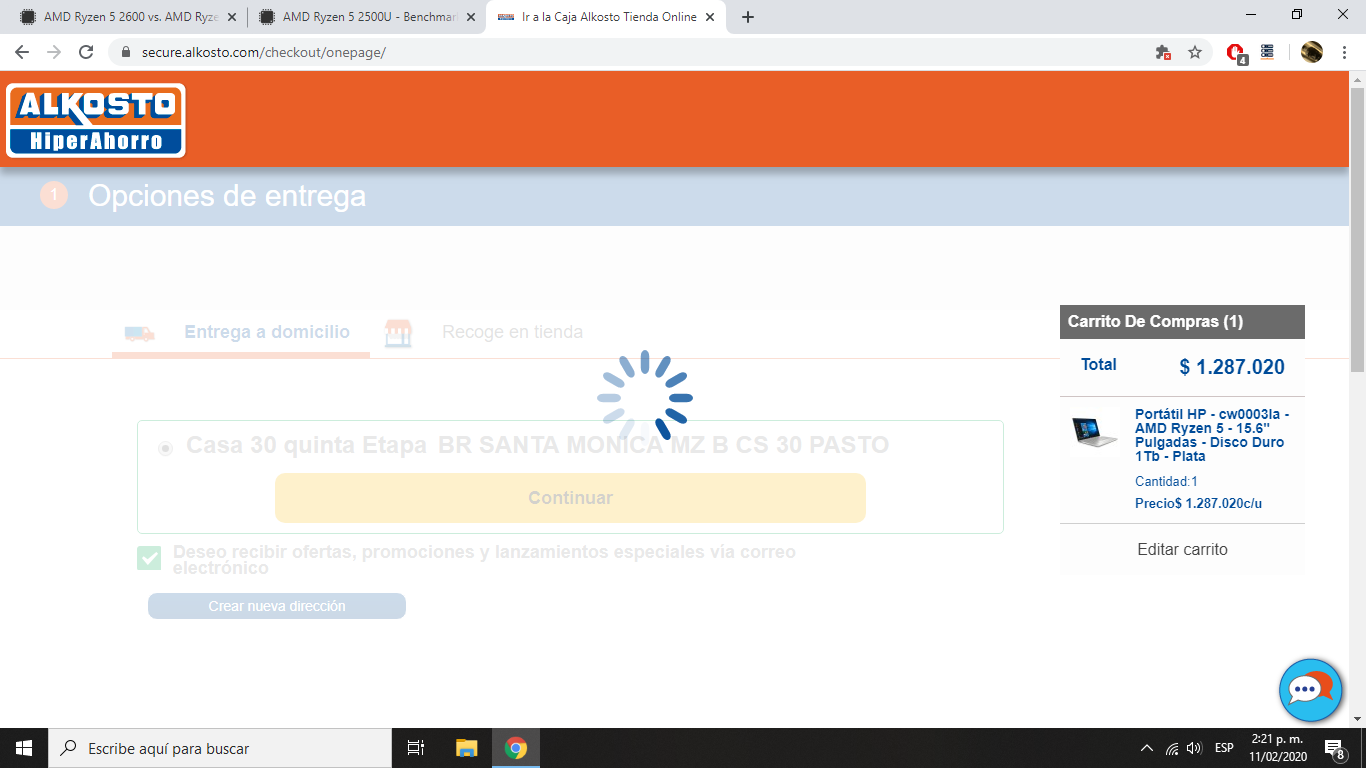 AMD Ryzen 5 2600 vs. AMD Ryze
AMD Ryzen 5 2500U - Benchmar
Ir a la Caja Alkosto Tienda Online
secure.alkosto.com/checkout/onepage/
4
ALKOSTO
HiperAhorro
1 Opciones de entrega
Entrega a domicilio
Recoge en tienda
Carrito De Compras (1)
Total $ 1.287.020
Portátil HP - cw0003la -
AMD Ryzen 5 - 15.6"
Pulgadas - Disco Duro
1Tb - Plata
Cantidad:1
Precio$ 1.287.020c/u
Editar carrito
Casa 30 quinta Etapa BR SANTA MONICA MZ B CS 30 PASTO
Continuar
Deseo recibir ofertas, promociones y lanzamientos especiales vía correo
electrónico
Crear nueva dirección
Escribe aquí para buscar
ESP
2:21 p. m.
11/02/2020
8